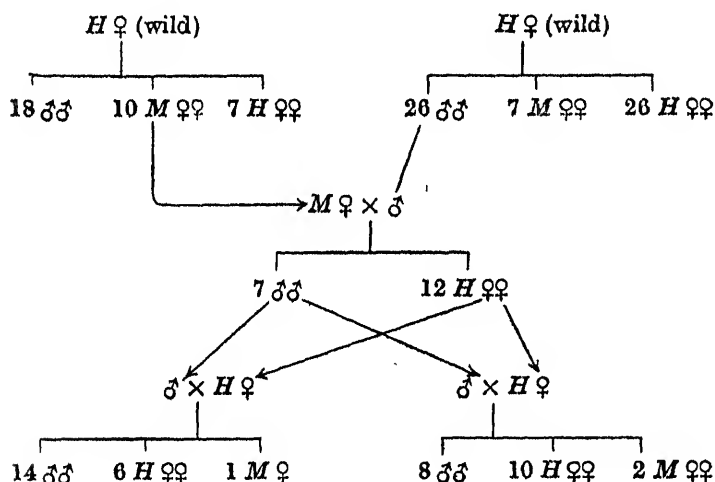 H ♀ (wild) H ♀ (wild)
18 ♂♂ 10 M ♀♀ 7 H ♀♀ 26 ♂♂ 7 M ♀♀ 26 H ♀♀
M ♀ × ♂
7 ♂♂ 12 H ♀♀
♂ × H ♀ ♂ × H ♀
14 ♂♂ 6 H ♀♀ 1 M ♀ 8 ♂♂ 10 H ♀♀ 2 M ♀♀